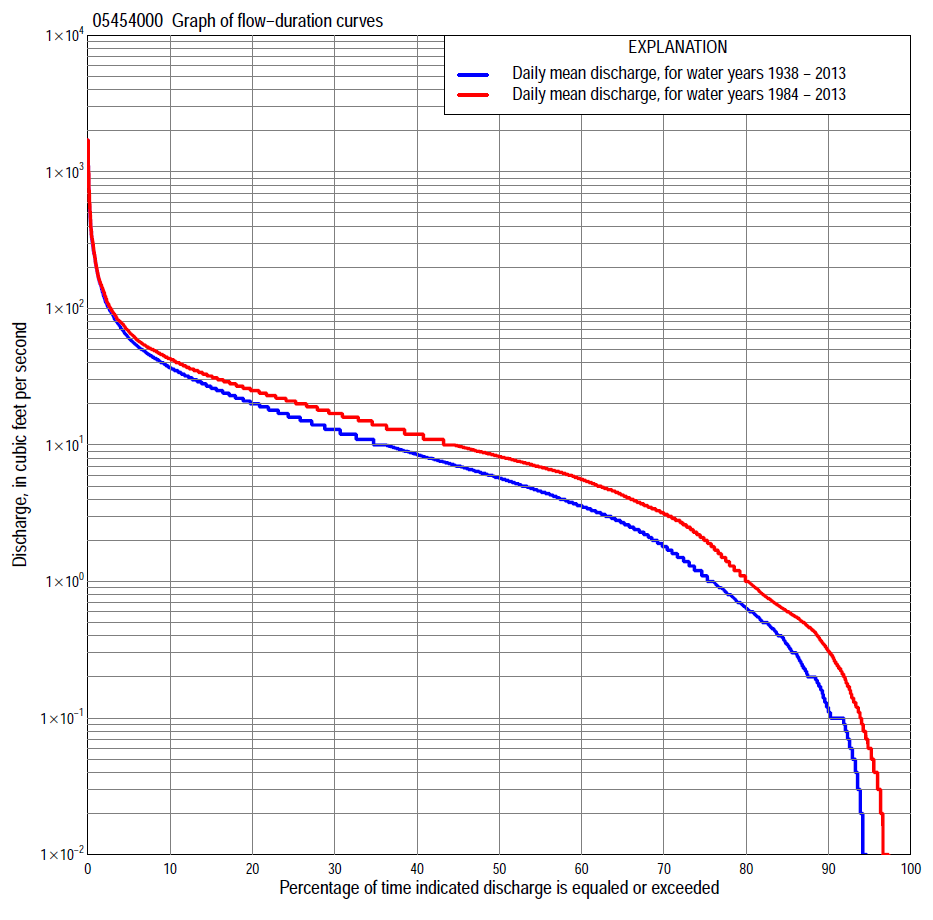 05454000 Graph of flow−duration curves
EXPLANATION
Daily mean discharge, for water years 1938 − 2013
Daily mean discharge, for water years 1984 − 2013
1×10⁴
1×10³
1×10²
1×10¹
1×10⁰
1×10⁻¹
1×10⁻²
Discharge, in cubic feet per second
0 10 20 30 40 50 60 70 80 90 100
Percentage of time indicated discharge is equaled or exceeded